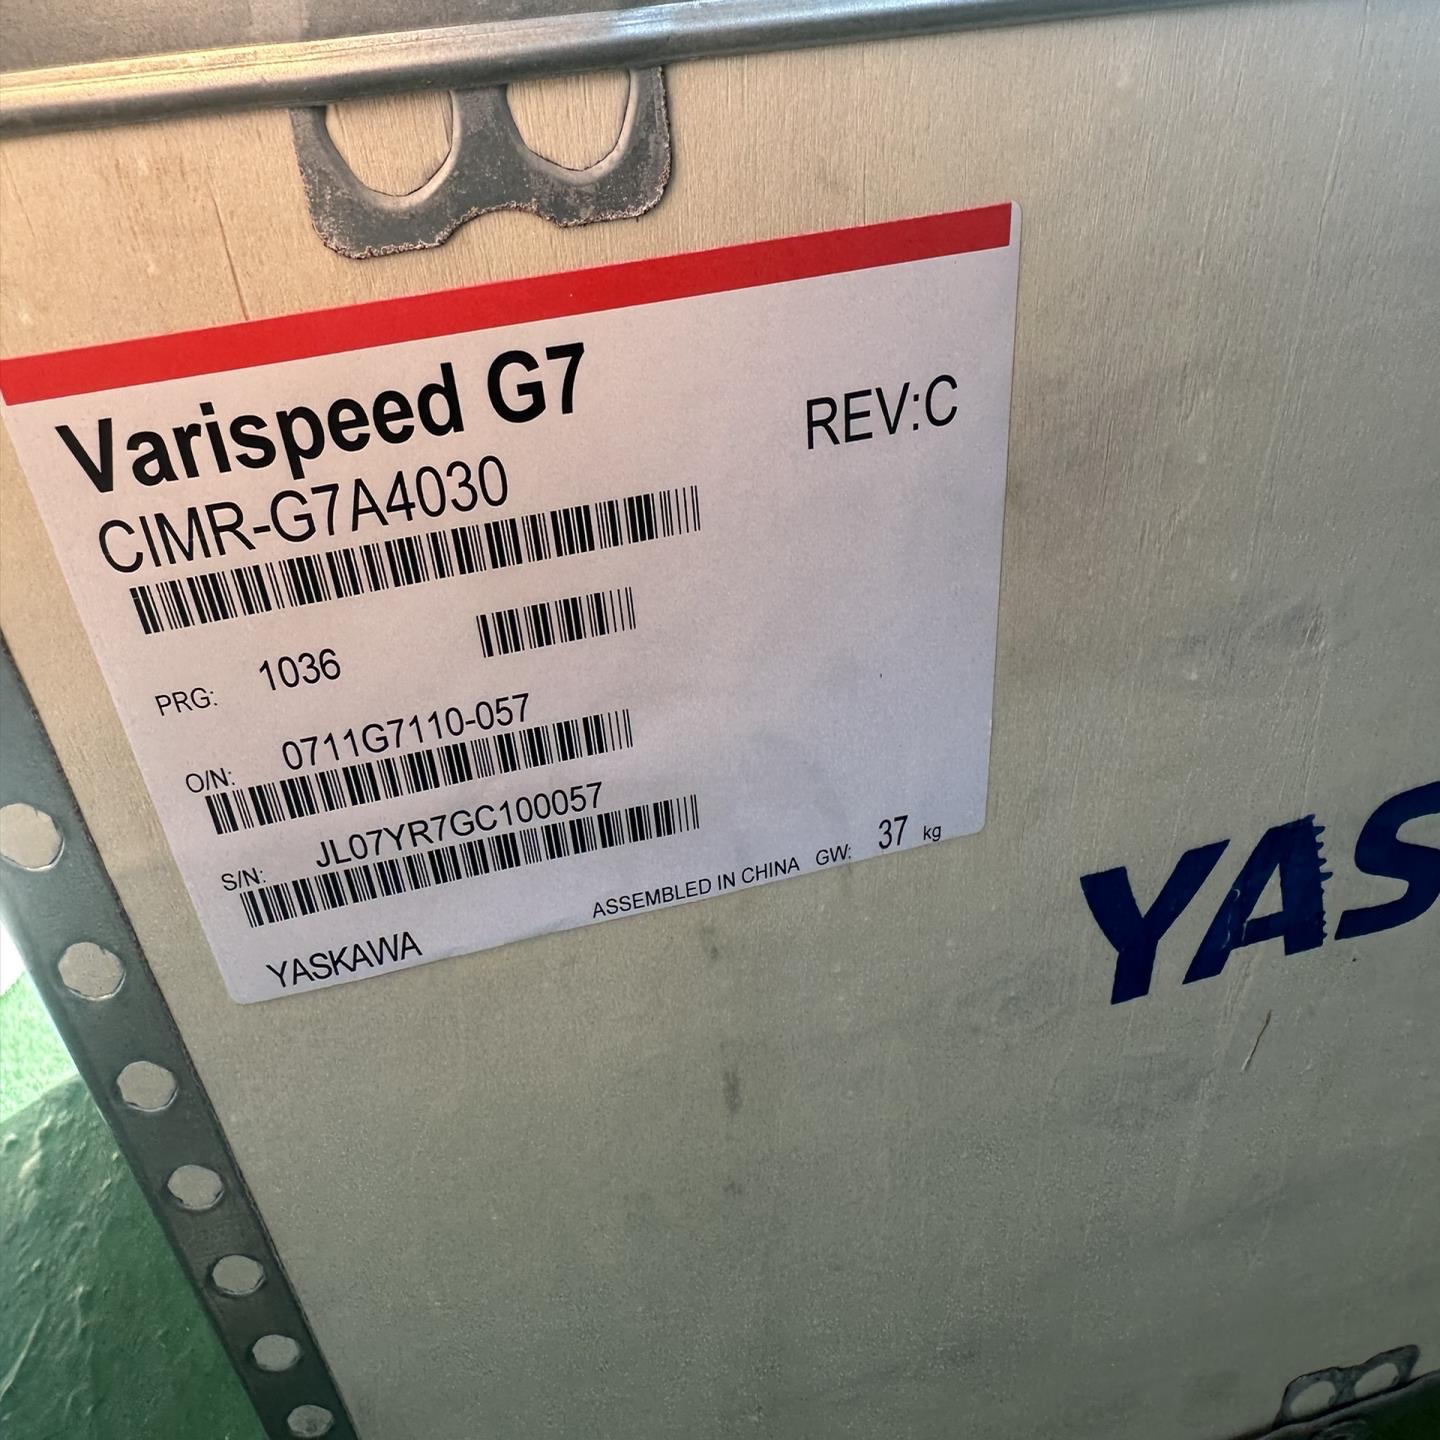 Varispeed G7
REV:C
CIMR-G7A4030
PRG: 1036
O/N: 0711G7110-057
S/N: JL07YR7GC100057
ASSEMBLED IN CHINA GW: 37 kg
YASKAWA
YAS